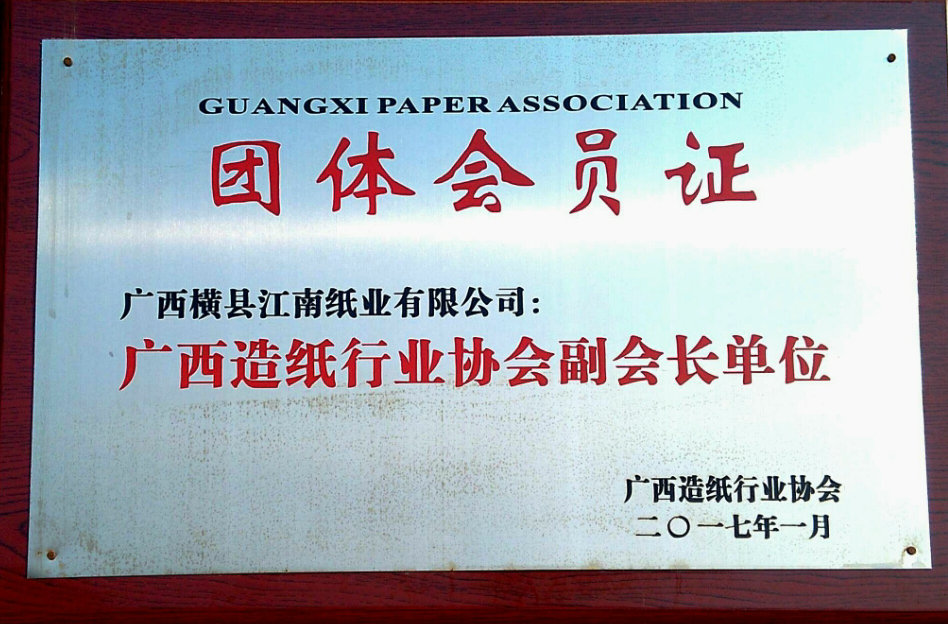 GUANGXI PAPER ASSOCIATION
团体会员证
广西横县江南纸业有限公司：
广西造纸行业协会副会长单位
广西造纸行业协会
二〇一七年一月